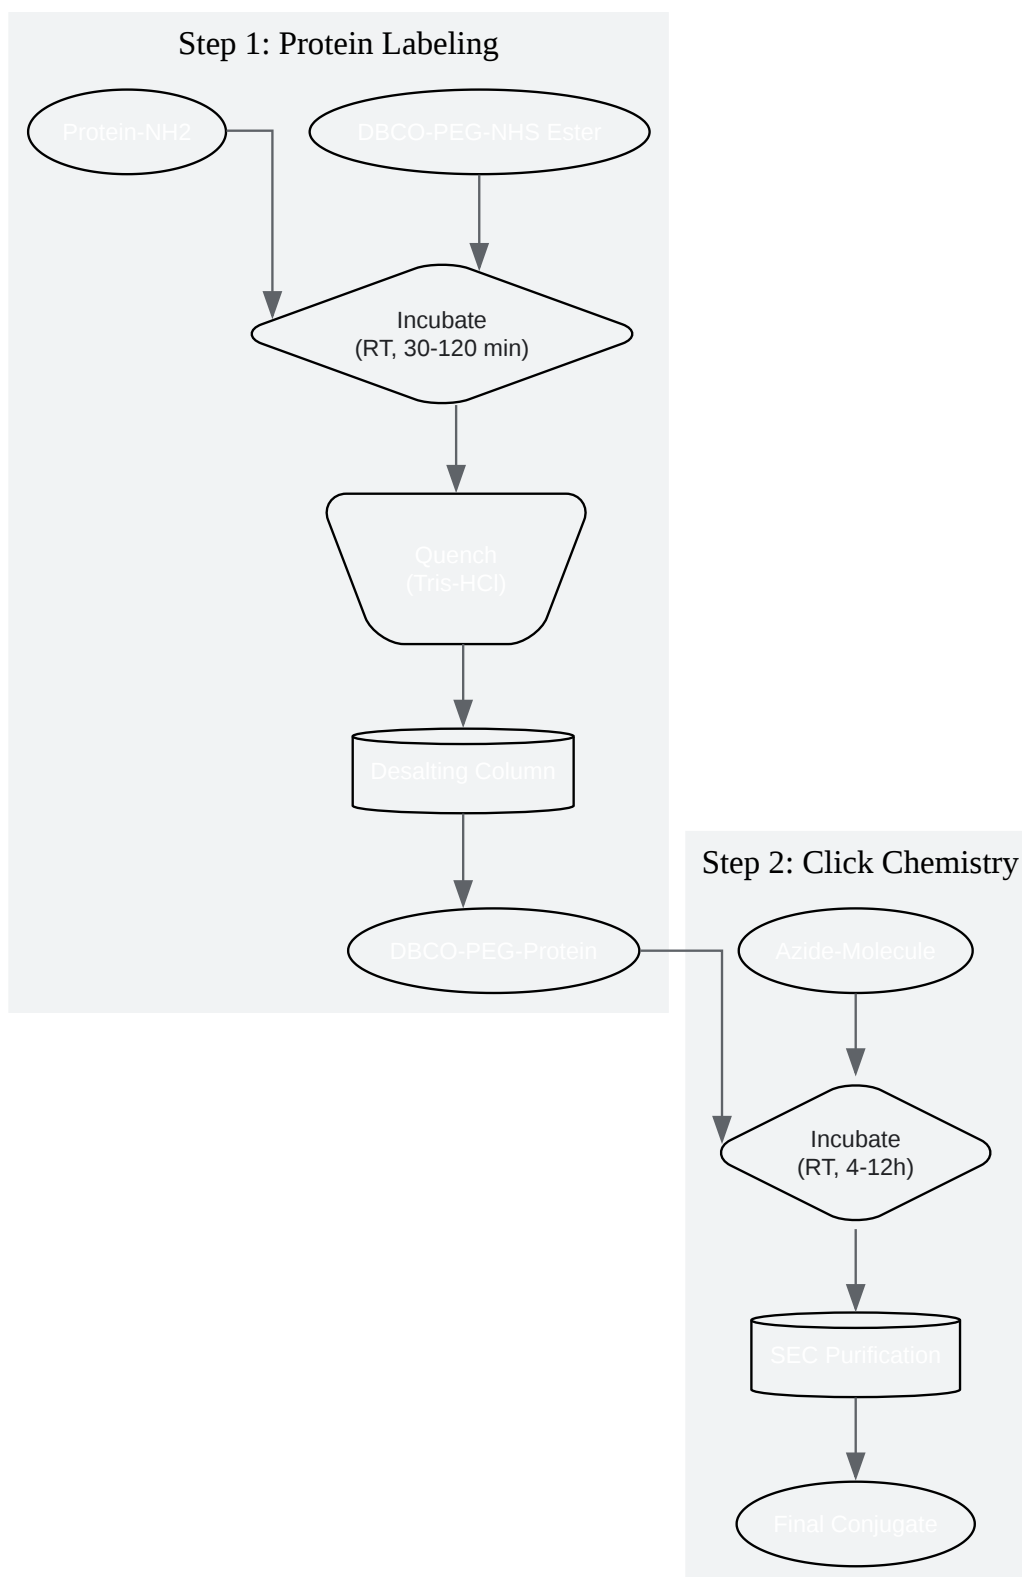 Step 1: Protein Labeling
Protein-NH2
DBCO-PEG-NHS Ester
Incubate
(RT, 30-120 min)
Quench
(Tris-HCl)
Desalting Column
DBCO-PEG-Protein
Step 2: Click Chemistry
Azide-Molecule
Incubate
(RT, 4-12h)
SEC Purification
Final Conjugate